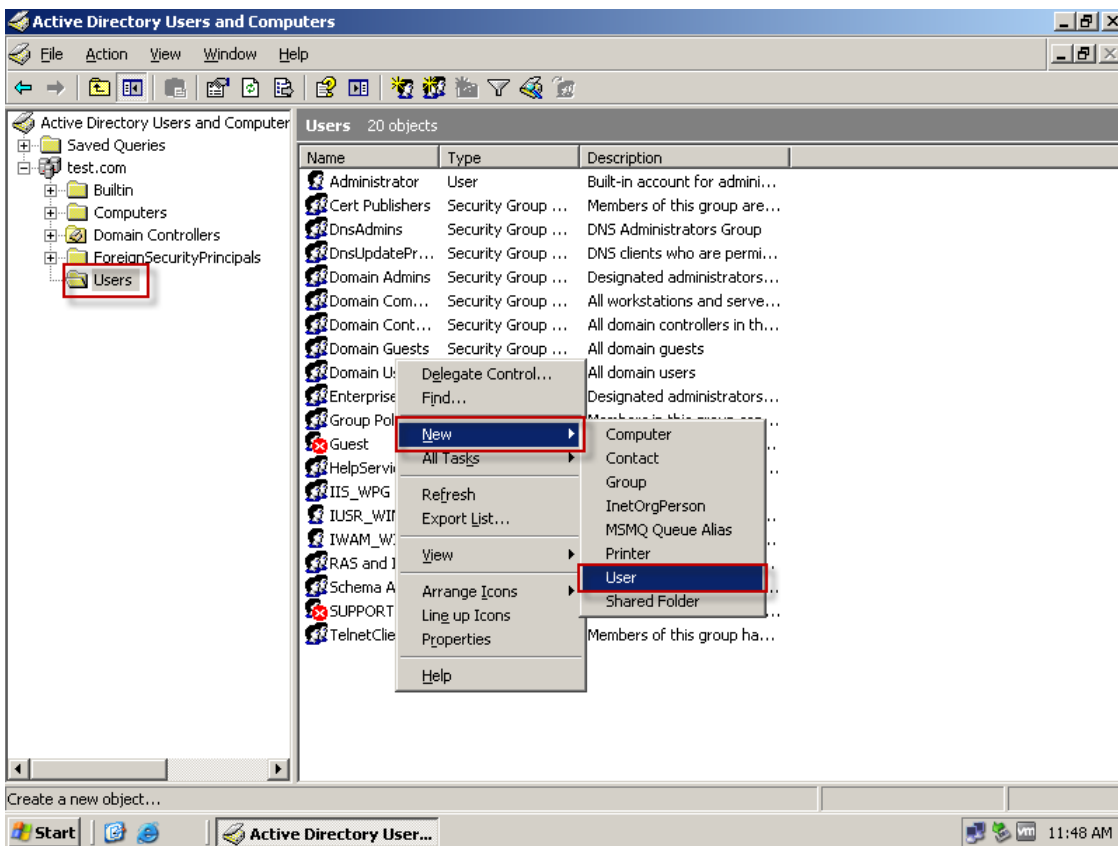 Active Directory Users and Computers
File Action View Window Help
Active Directory Users and Computer
Saved Queries
test.com
Builtin
Computers
Domain Controllers
ForeignSecurityPrincipals
Users
Users 20 objects
Name Type Description
Administrator User Built-in account for admini...
Cert Publishers Security Group ... Members of this group are...
DnsAdmins Security Group ... DNS Administrators Group
DnsUpdatePr... Security Group ... DNS clients who are permi...
Domain Admins Security Group ... Designated administrators...
Domain Com... Security Group ... All workstations and serve...
Domain Cont... Security Group ... All domain controllers in th...
Domain Guests Security Group ... All domain guests
Domain All domain users
Enterprise Designated administrators...
Group Pol
Guest
HelpServi
IIS_WPG
IUSR_WI
IWAM_W
RAS and
Schema A
SUPPORT
TelnetClie Members of this group ha...
Delegate Control...
Find...
New
All Tasks
Refresh
Export List...
View
Arrange Icons
Line up Icons
Properties
Help
Computer
Contact
Group
InetOrgPerson
MSMQ Queue Alias
Printer
User
Shared Folder
Create a new object...
Start Active Directory User... vm 11:48 AM